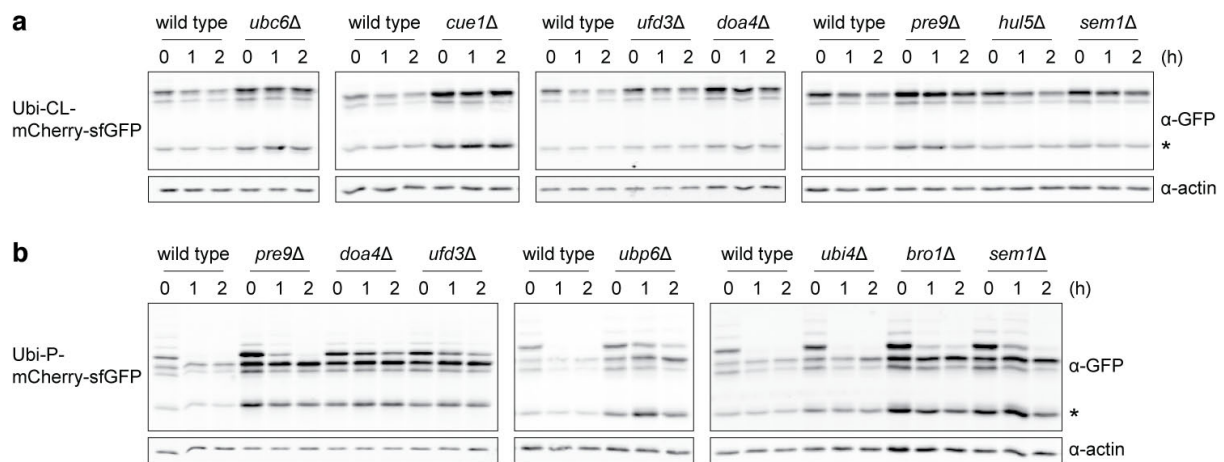 a
wild type ubc6Δ wild type cue1Δ wild type ufd3Δ doa4Δ wild type pre9Δ hul5Δ sem1Δ
0 1 2 0 1 2 0 1 2 0 1 2 0 1 2 0 1 2 0 1 2 0 1 2 0 1 2 0 1 2 0 1 2 (h)
Ubi-CL-
mCherry-sfGFP
α-GFP
*
α-actin
b
wild type pre9Δ doa4Δ ufd3Δ wild type ubp6Δ wild type ubi4Δ bro1Δ sem1Δ
0 1 2 0 1 2 0 1 2 0 1 2 0 1 2 0 1 2 0 1 2 0 1 2 0 1 2 0 1 2 (h)
Ubi-P-
mCherry-sfGFP
α-GFP
*
α-actin